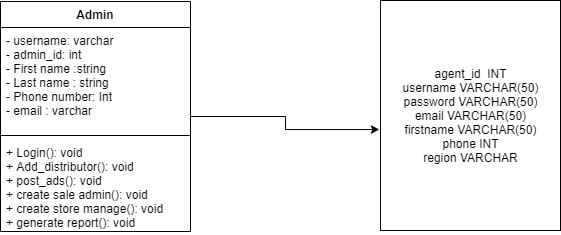 Admin
- username: varchar
- admin_id: int
- First name :string
- Last name : string
- Phone number: Int
- email : varchar
+ Login(): void
+ Add_distributor(): void
+ post_ads(): void
+ create sale admin(): void
+ create store manage(): void
+ generate report(): void
agent_id INT
username VARCHAR(50)
password VARCHAR(50)
email VARCHAR(50)
firstname VARCHAR(50)
phone INT
region VARCHAR